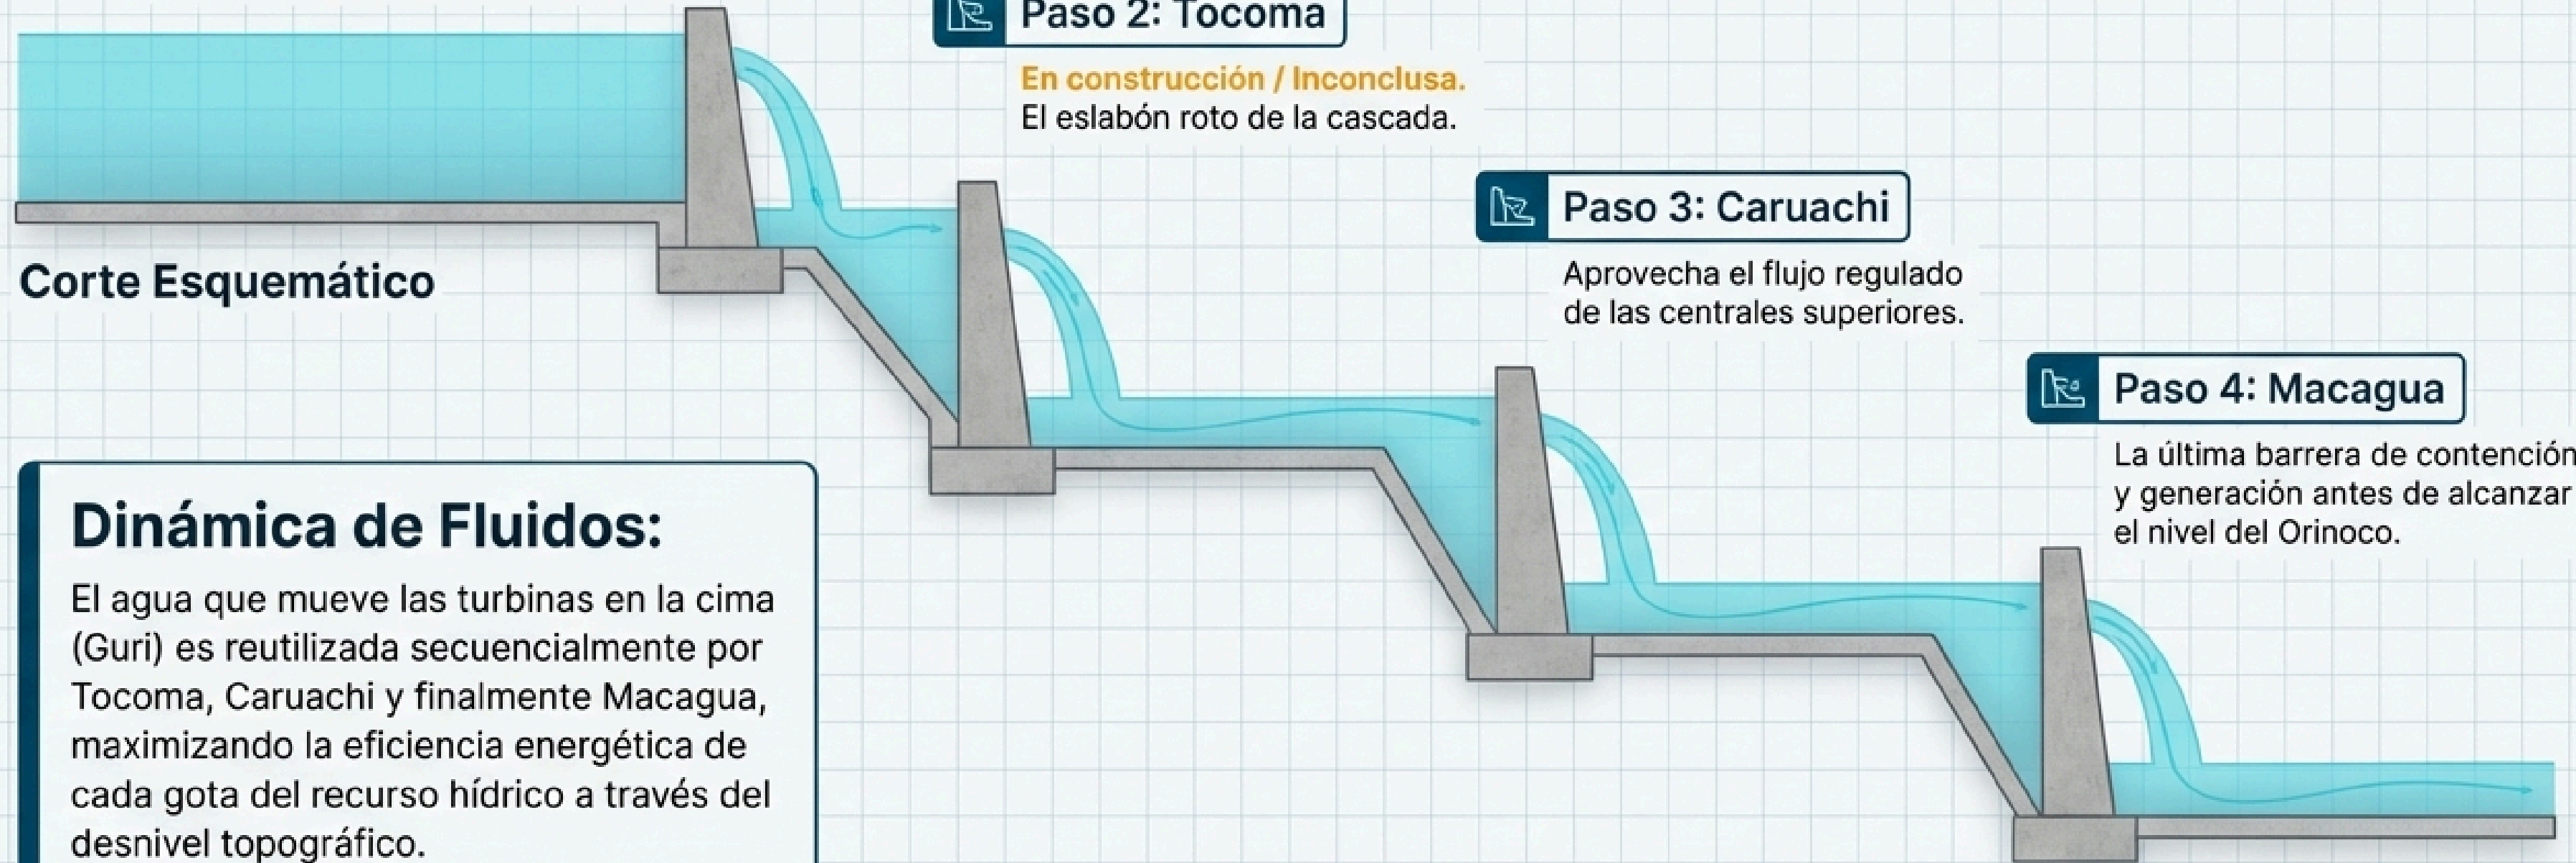 Paso 2: Tocoma
En construcción / Inconclusa.
El eslabón roto de la cascada.
Paso 3: Caruachi
Aprovecha el flujo regulado
de las centrales superiores.
Corte Esquemático
Paso 4: Macagua
La última barrera de contención
y generación antes de alcanzar
el nivel del Orinoco.
Dinámica de Fluidos:
El agua que mueve las turbinas en la cima
(Guri) es reutilizada secuencialmente por
Tocoma, Caruachi y finalmente Macagua,
maximizando la eficiencia energética de
cada gota del recurso hídrico a través del
desnivel topográfico.